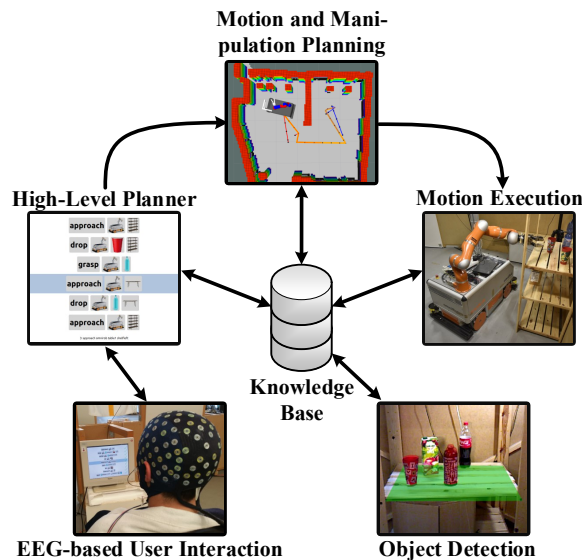 Motion and Mani-
pulation Planning
High-Level Planner
Motion Execution
approach
drop
grasp
approach
drop
approach
Knowledge
Base
EEG-based User Interaction
Object Detection